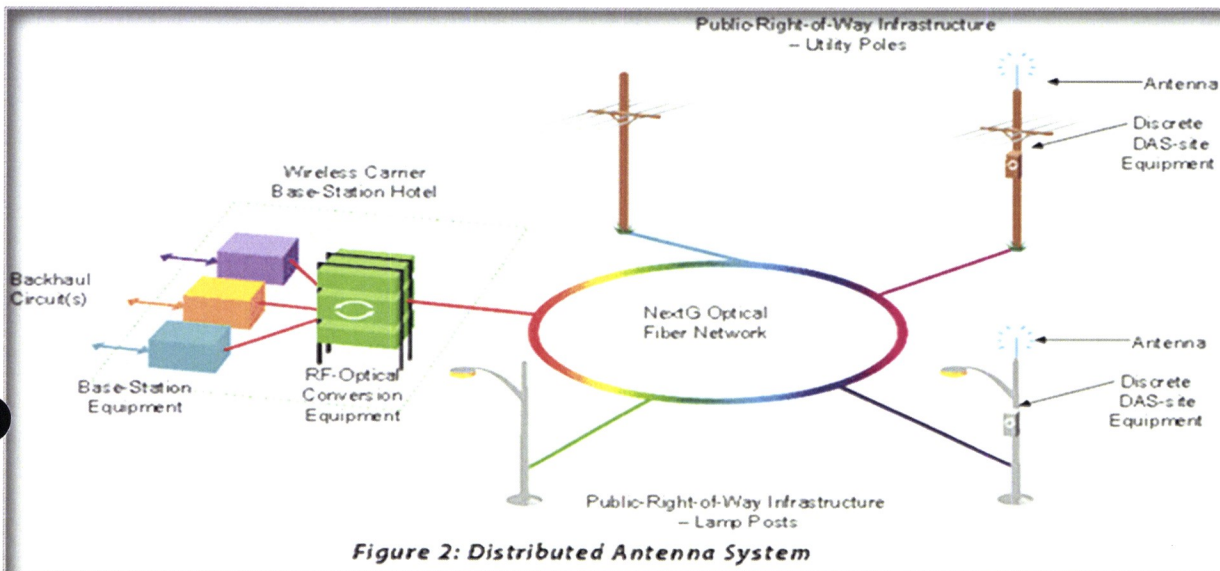 Public-Right-of-Way Infrastructure
– Utility Poles
Antenna
Discrete
DAS-site
Equipment
Wireless Carrier
Base-Station Hotel
Backhaul
Circuit(s)
NextG Optical
Fiber Network
Base-Station
Equipment
RF-Optical
Conversion
Equipment
Antenna
Discrete
DAS-site
Equipment
Public-Right-of-Way Infrastructure
– Lamp Posts
Figure 2: Distributed Antenna System